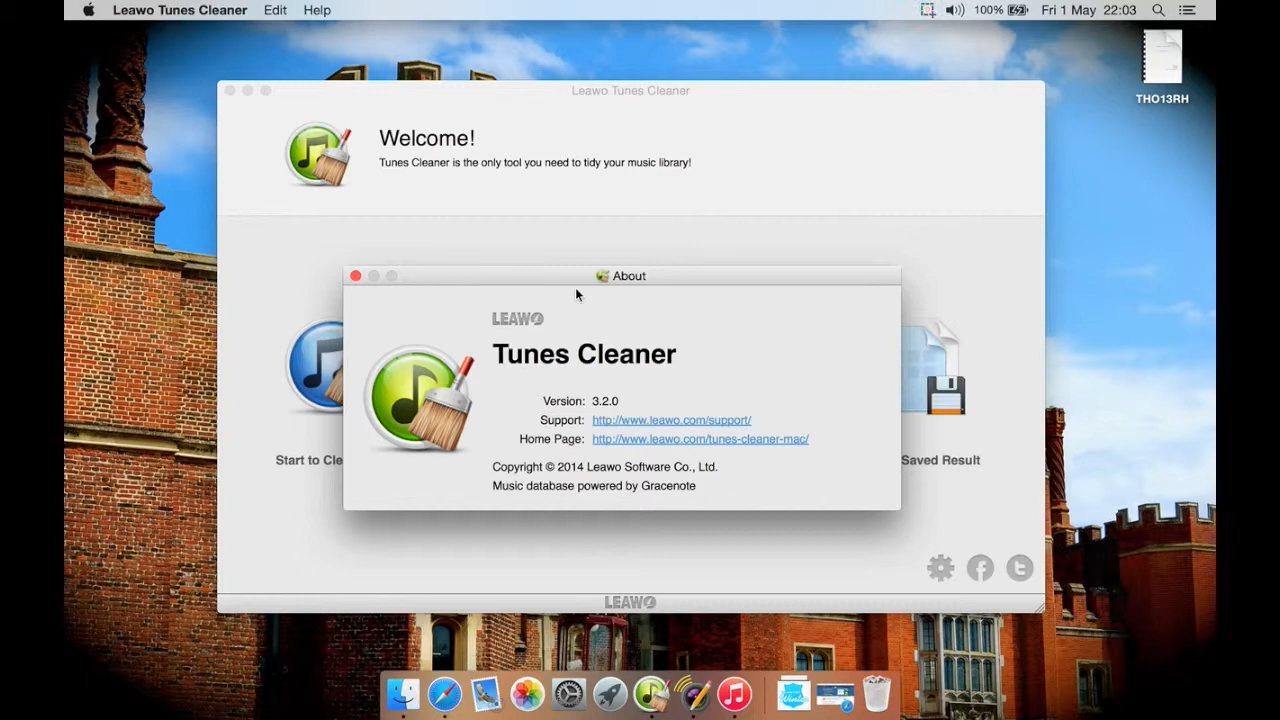 Leawo Tunes Cleaner Edit Help 100% Fri 1 May 22:03
THO13RH
Leawo Tunes Cleaner
Welcome!
Tunes Cleaner is the only tool you need to tidy your music library!
About
LEAWO
Tunes Cleaner
Version: 3.2.0
Support: http://www.leawo.com/support/
Home Page: http://www.leawo.com/tunes-cleaner-mac/
Copyright © 2014 Leawo Software Co., Ltd.
Music database powered by Gracenote
Start to Cle
Saved Result
LEAWO